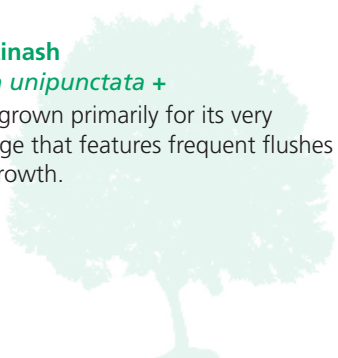 inash
unipunctata +
grown primarily for its very
ge that features frequent flushes
rowth.